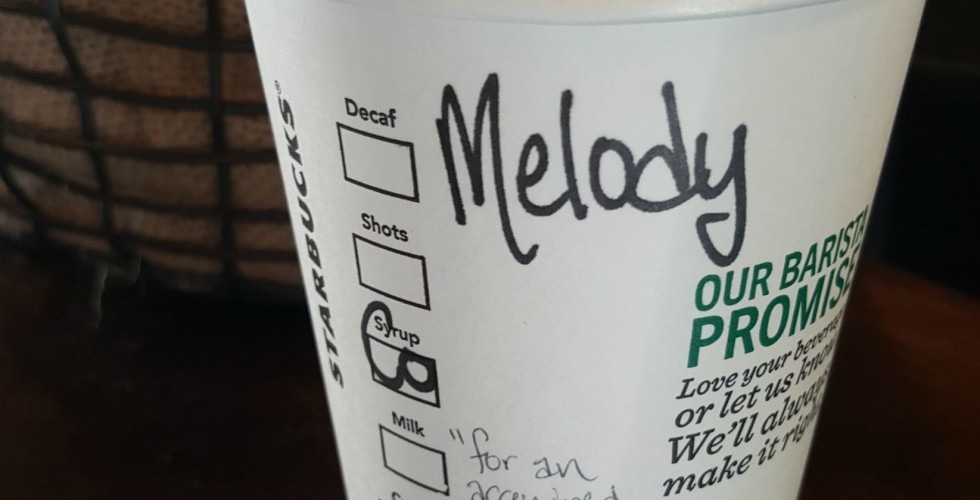 STARBUCKS®
Decaf
Melody
Shots
Syrup
Milk
OUR BARISTA
PROMISE
Love your
or let us know
We'll always
make it right
"for an